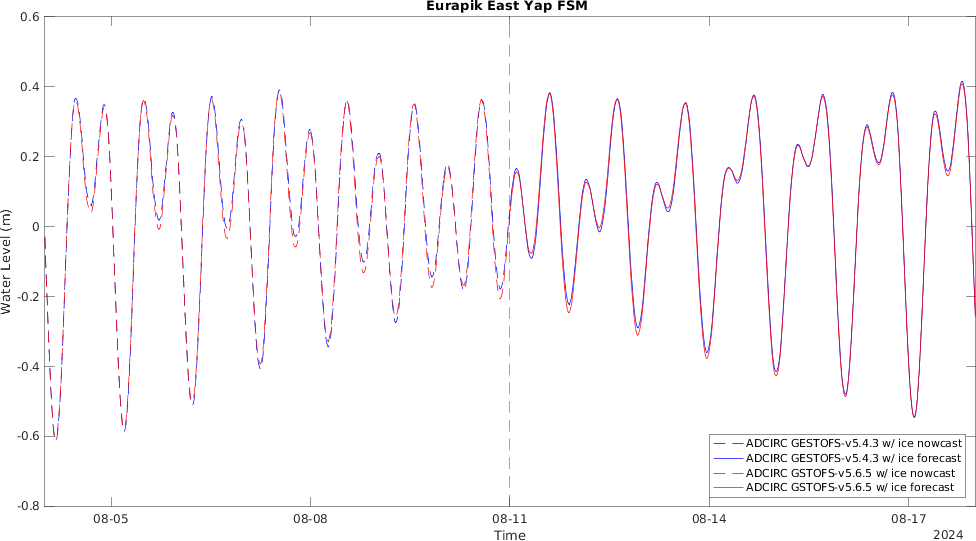 Eurapik East Yap FSM
0.6
0.4
0.2
0
-0.2
-0.4
-0.6
-0.8
Water Level (m)
ADCIRC GESTOFS-v5.4.3 w/ ice nowcast
ADCIRC GESTOFS-v5.4.3 w/ ice forecast
ADCIRC GSTOFS-v5.6.5 w/ ice nowcast
ADCIRC GSTOFS-v5.6.5 w/ ice forecast
08-05 08-08 08-11 08-14 08-17
Time
2024